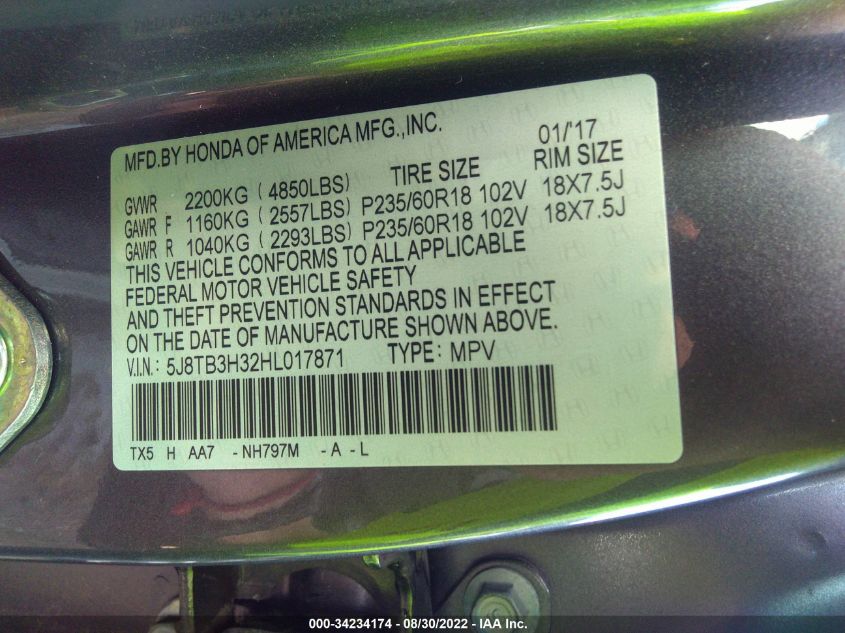 MFD.BY HONDA OF AMERICA MFG.,INC. 01/'17
TIRE SIZE RIM SIZE
GVWR 2200KG ( 4850LBS)
GAWR F 1160KG ( 2557LBS) P235/60R18 102V 18X7.5J
GAWR R 1040KG ( 2293LBS) P235/60R18 102V 18X7.5J
THIS VEHICLE CONFORMS TO ALL APPLICABLE
FEDERAL MOTOR VEHICLE SAFETY
AND THEFT PREVENTION STANDARDS IN EFFECT
ON THE DATE OF MANUFACTURE SHOWN ABOVE.
V.I.N.: 5J8TB3H32HL017871 TYPE: MPV
TX5 H AA7 -NH797M -A -L
000-34234174 - 08/30/2022 - IAA Inc.